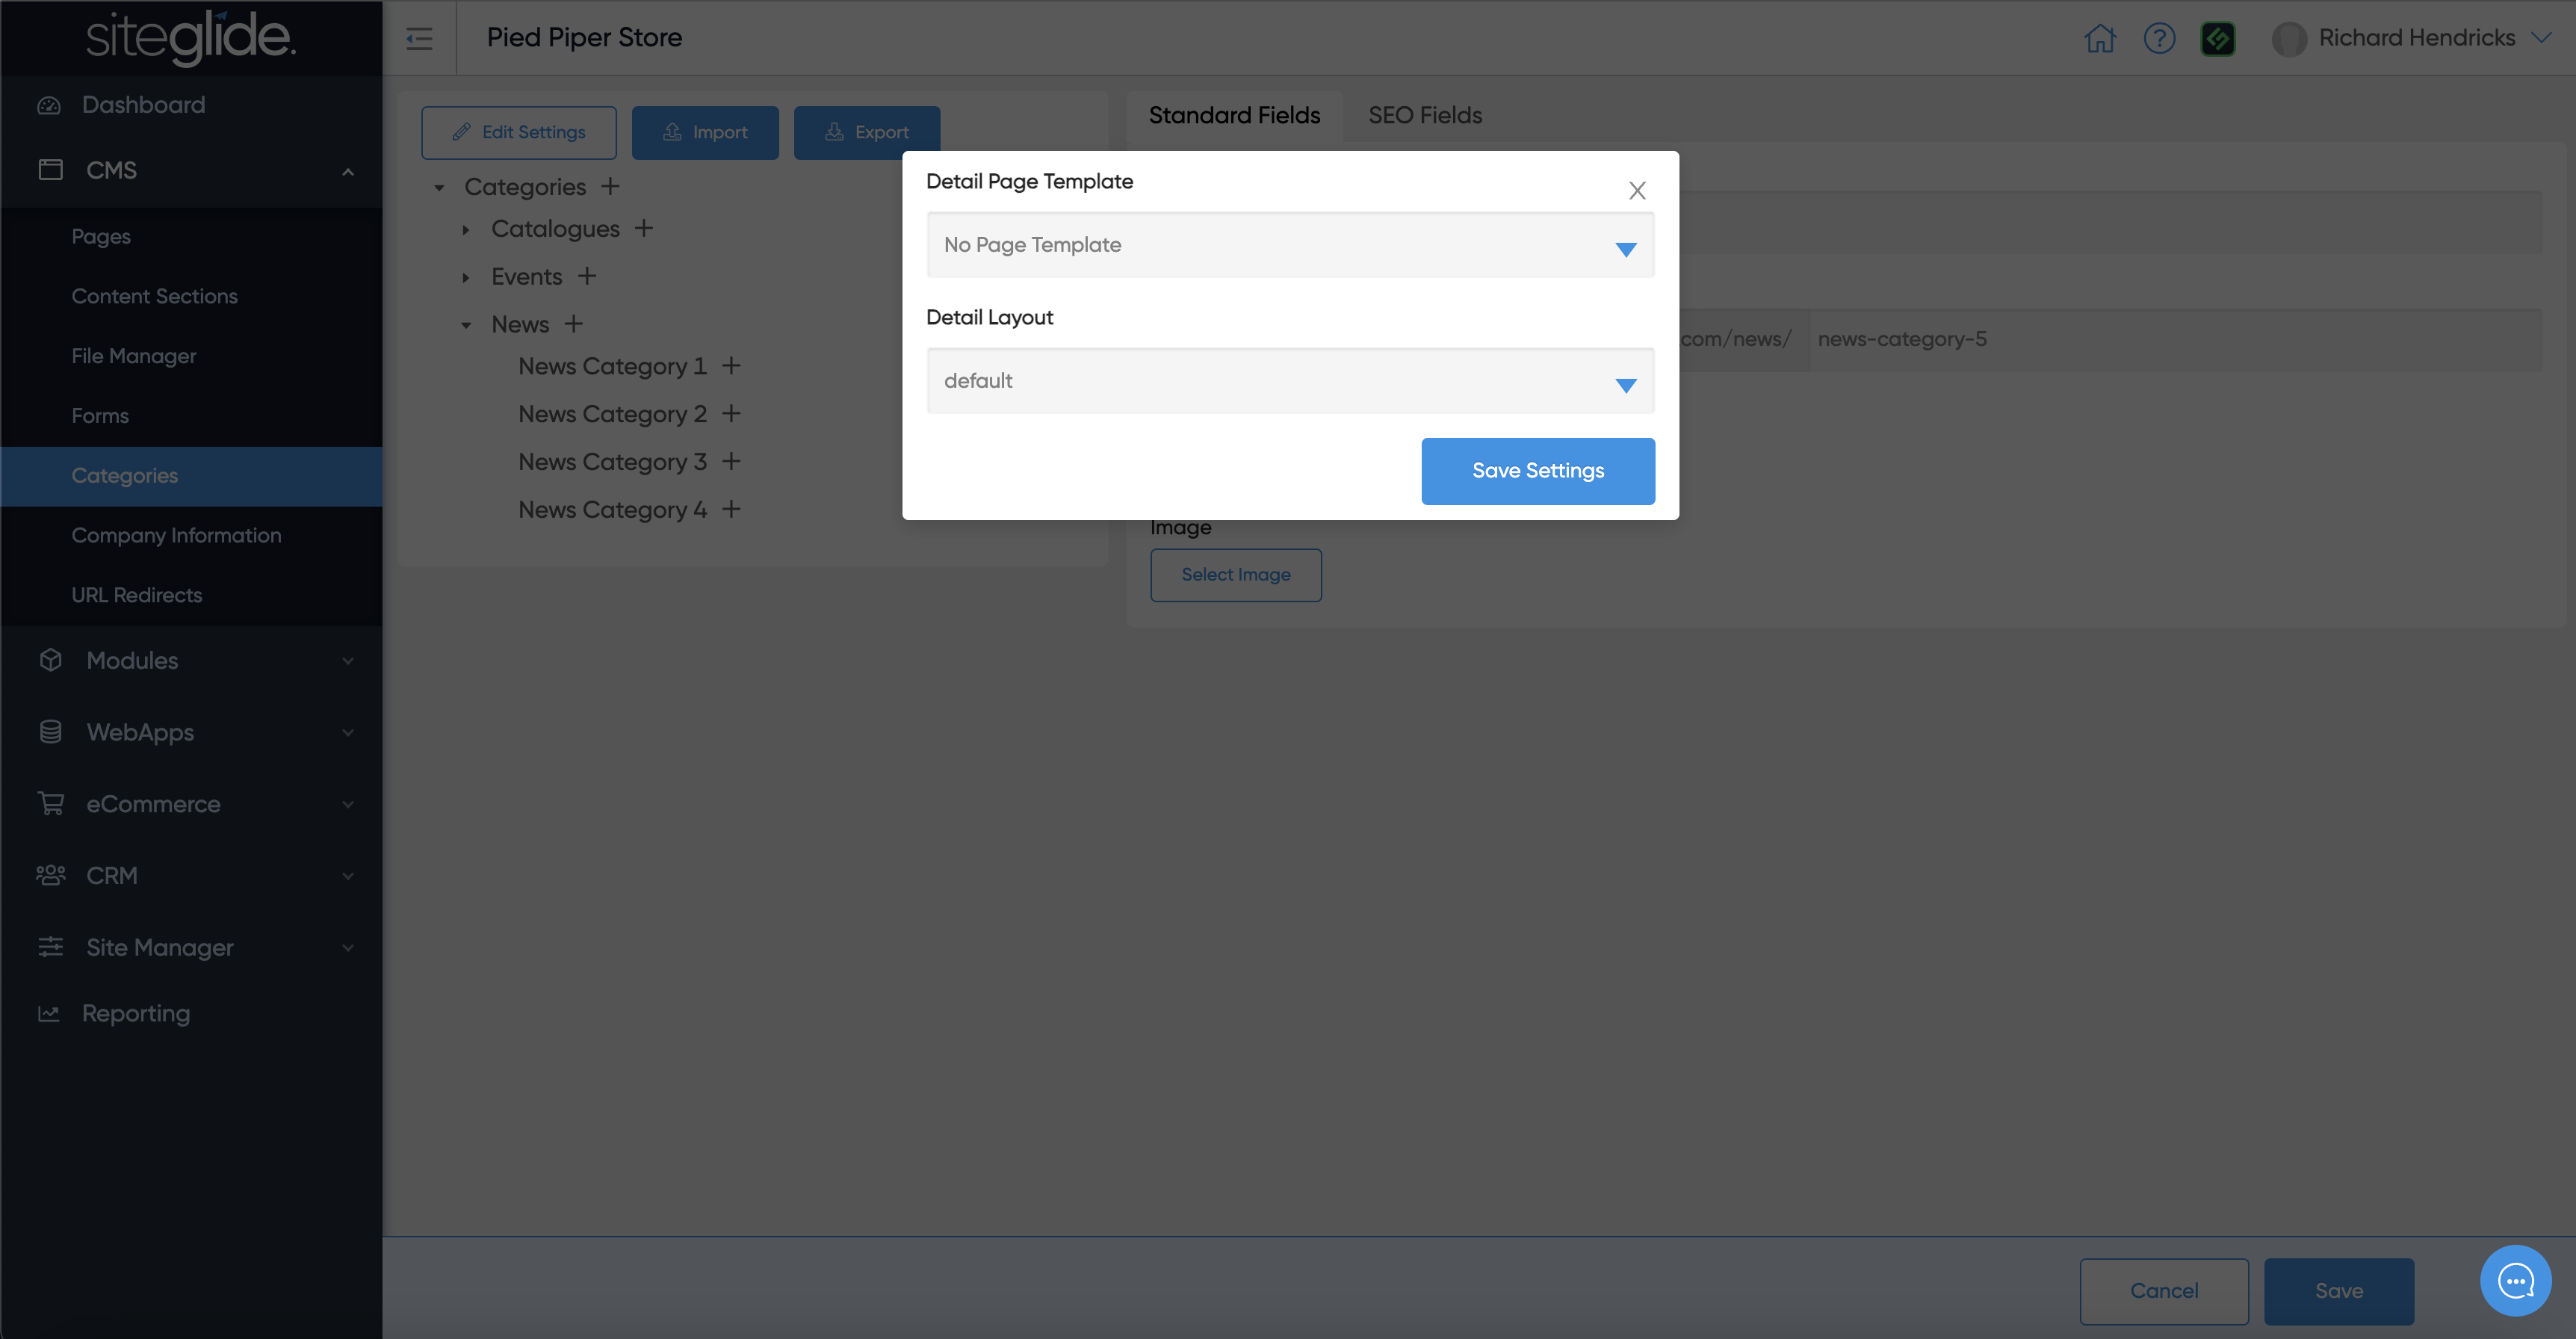 siteglide.
Pied Piper Store
Richard Hendricks
Dashboard
CMS
Pages
Content Sections
File Manager
Forms
Categories
Company Information
URL Redirects
Modules
WebApps
eCommerce
CRM
Site Manager
Reporting
Edit Settings
Import
Export
Categories
Catalogues
Events
News
News Category 1
News Category 2
News Category 3
News Category 4
Standard Fields
SEO Fields
Detail Page Template
X
No Page Template
Detail Layout
default
Save Settings
.com/news/
news-category-5
Image
Select Image
Cancel
Save